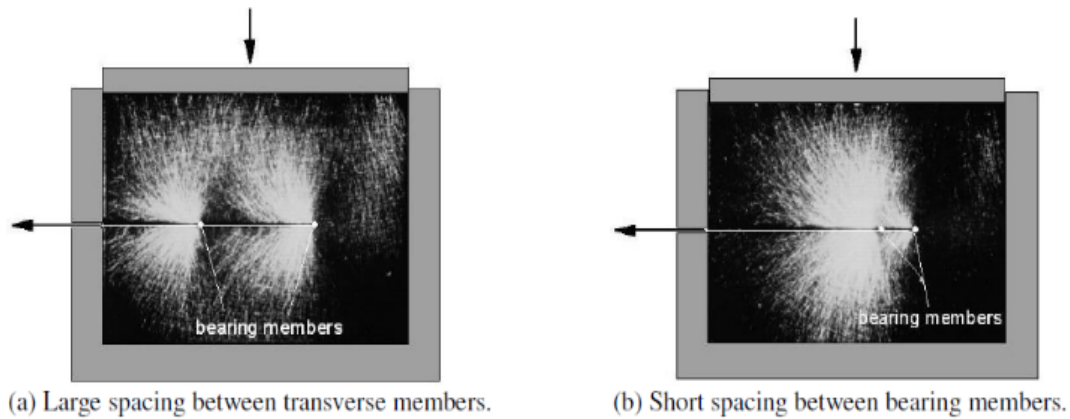 bearing members
bearing members
(a) Large spacing between transverse members.
(b) Short spacing between bearing members.